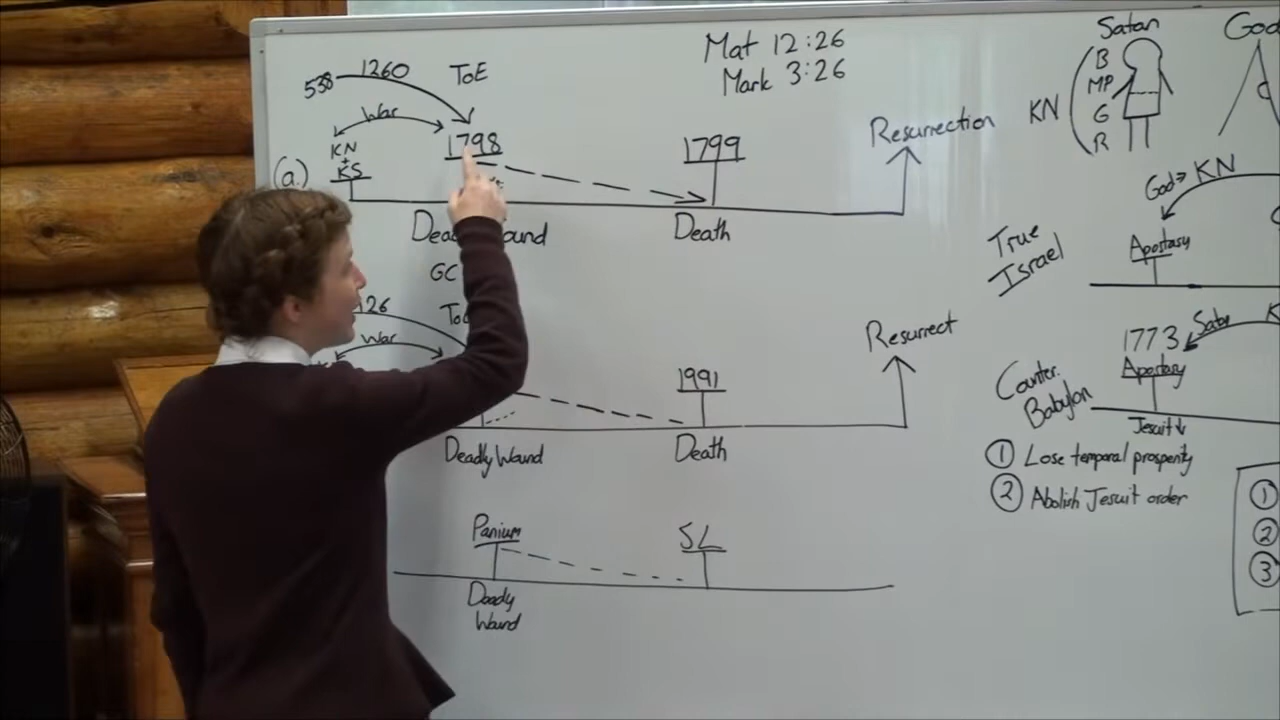 Mat 12:26
Mark 3:26
538
1260
ToE
War
KN
+
KS
(a.)
1798
1799
Resurrection
Death
GC
126
War
1991
Resurrect
Deadly Wound
Death
Panium
SL
Deadly
Wound
Satan
God
KN
B
MP
G
R
God → KN
True
Israel
Apostasy
1773
Counter.
Babylon
Apostasy
Jesuit ↓
① Lose temporal prosperity
② Abolish Jesuit order
①
②
③